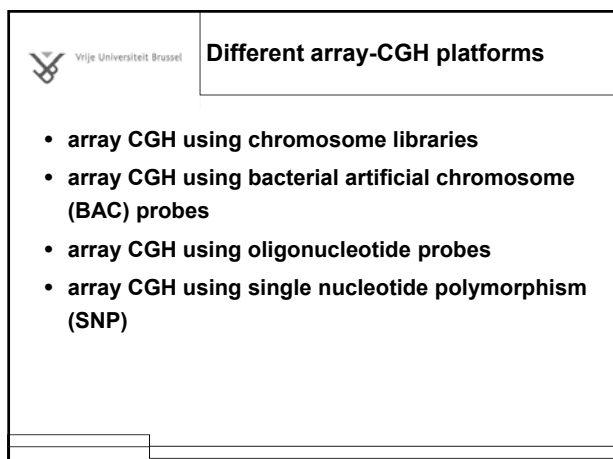 Vrije Universiteit Brussel
Different array-CGH platforms
• array CGH using chromosome libraries
• array CGH using bacterial artificial chromosome
(BAC) probes
• array CGH using oligonucleotide probes
• array CGH using single nucleotide polymorphism
(SNP)